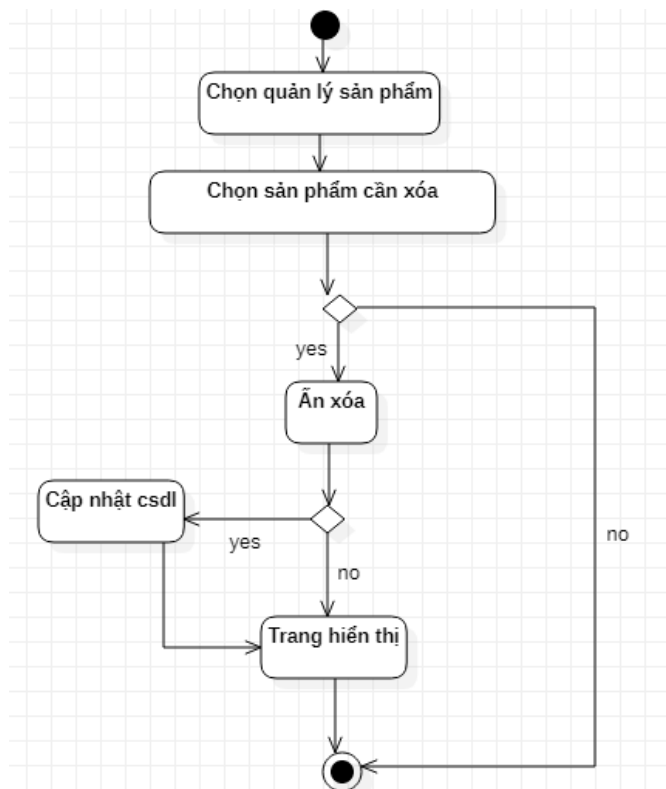 Chọn quản lý sản phẩm
Chọn sản phẩm cần xóa
yes
Ấn xóa
Cập nhật csdl
yes
no
no
Trang hiển thị